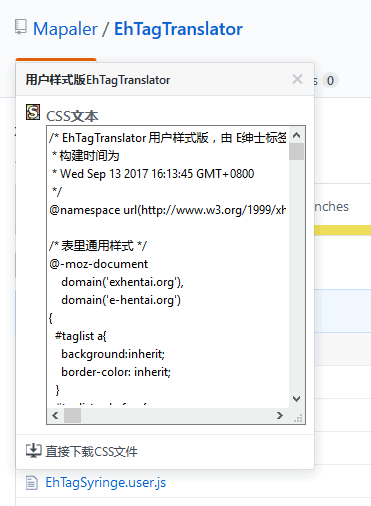 Mapaler / EhTagTranslator
用户样式版EhTagTranslator ×
0
CSS文本
/* EhTagTranslator 用户样式版，由 E绅士标签
* 构建时间为
* Wed Sep 13 2017 16:13:45 GMT+0800
*/
@namespace url(http://www.w3.org/1999/xh
nches
/* 表里通用样式 */
@-moz-document
domain('exhentai.org'),
domain('e-hentai.org')
{
#taglist a{
background:inherit;
border-color: inherit;
}
直接下载CSS文件
EhTagSyringe.user.js